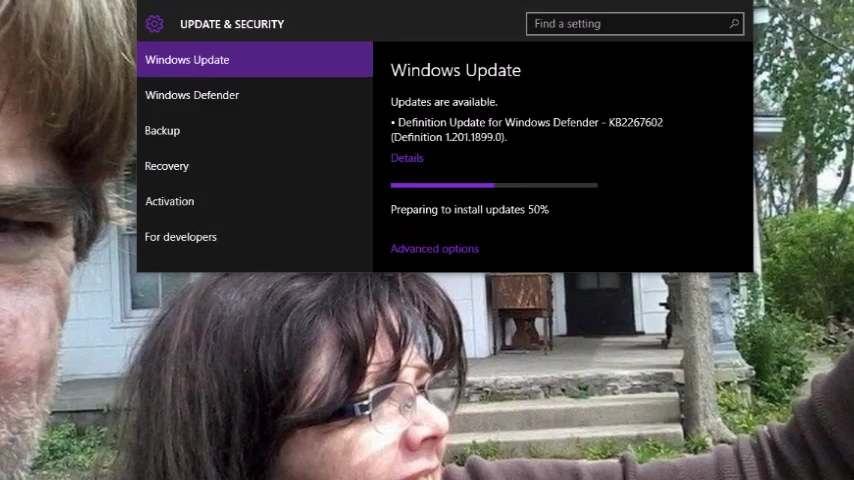 UPDATE & SECURITY
Find a setting
Windows Update
Windows Defender
Backup
Recovery
Activation
For developers
Windows Update
Updates are available.
• Definition Update for Windows Defender - KB2267602
(Definition 1.201.1899.0).
Details
Preparing to install updates 50%
Advanced options